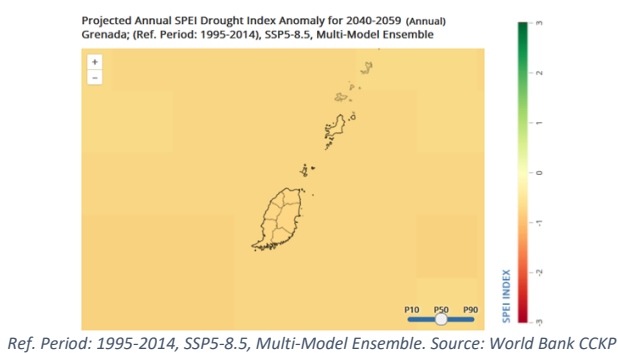 Projected Annual SPEI Drought Index Anomaly for 2040-2059 (Annual)
Grenada; (Ref. Period: 1995-2014), SSP5-8.5, Multi-Model Ensemble
+
−
3
2
1
0
-1
-2
-3
SPEI INDEX
P10 P50 P90
Ref. Period: 1995-2014, SSP5-8.5, Multi-Model Ensemble. Source: World Bank CCKP